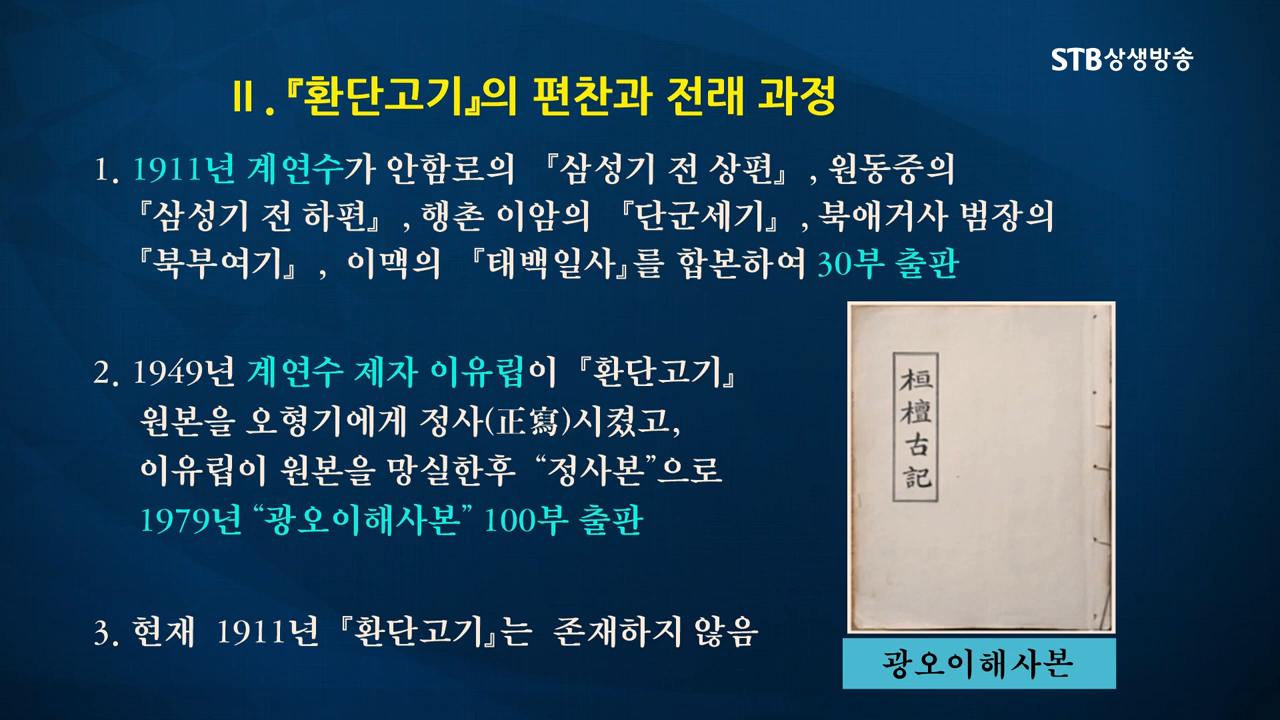 STB상생방송
Ⅱ. 『환단고기』의 편찬과 전래 과정
1. 1911년 계연수가 안함로의 『삼성기 전 상편』, 원동중의
『삼성기 전 하편』, 행촌 이암의 『단군세기』, 북애거사 범장의
『북부여기』, 이맥의 『태백일사』를 합본하여 30부 출판
2. 1949년 계연수 제자 이유립이 『환단고기』
원본을 오형기에게 정사(正寫)시켰고,
이유립이 원본을 망실한후 “정사본”으로
1979년 “광오이해사본” 100부 출판
3. 현재 1911년 『환단고기』는 존재하지 않음
桓檀古記
광오이해사본